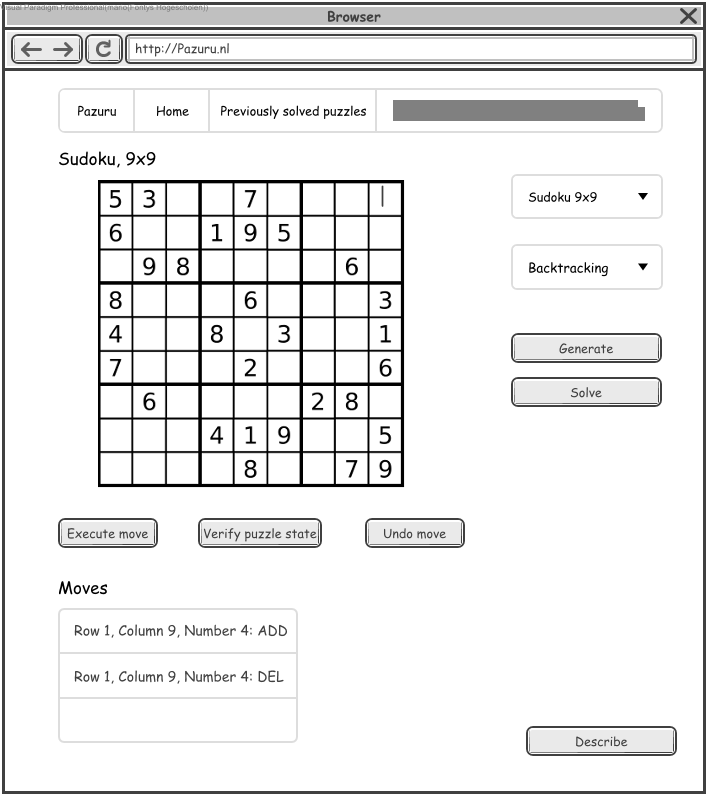 Visual Paradigm Professional(mano(Fontys Hogescholen))
Browser
http://Pazuru.nl
Pazuru Home Previously solved puzzles
Sudoku, 9x9
5 3 7
6 1 9 5
9 8 6
8 6 3
4 8 3 1
7 2 6
6 2 8
4 1 9 5
8 7 9
Sudoku 9x9
Backtracking
Generate
Solve
Execute move Verify puzzle state Undo move
Moves
Row 1, Column 9, Number 4: ADD
Row 1, Column 9, Number 4: DEL
Describe